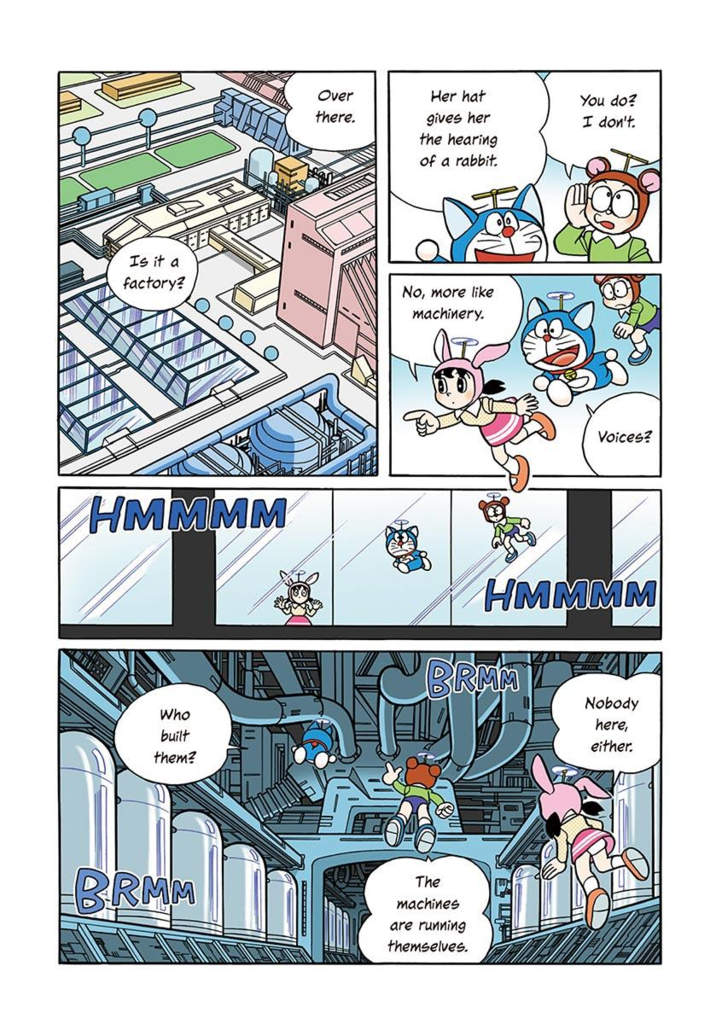 You do?
I don't.
Her hat
gives her
the hearing
of a rabbit.
Voices?
No, more like
machinery.
Over
there.
Is it a
factory?
HMMMM
HMMMM
Nobody
here,
either.
BRMM
The
machines
are running
themselves.
Who
built
them?
BRMM